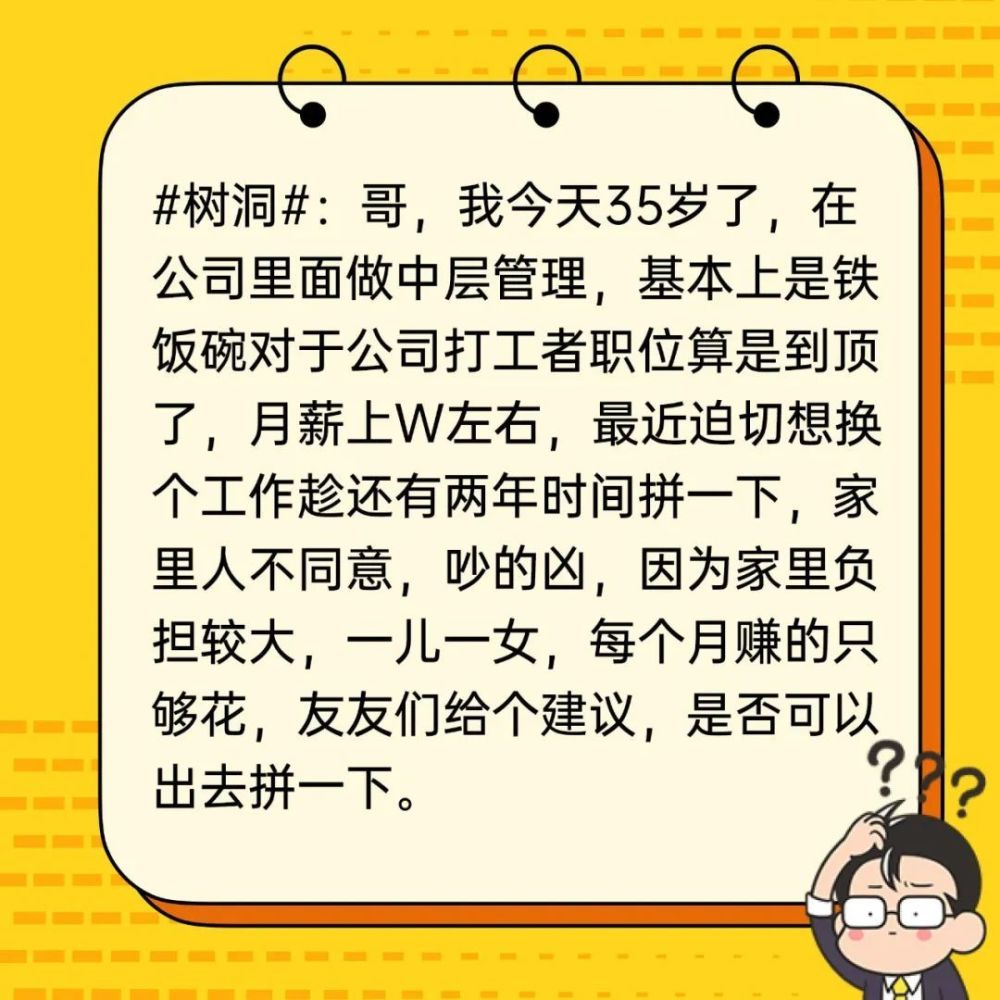 #树洞#：哥，我今天35岁了，在
公司里面做中层管理，基本上是铁
饭碗对于公司打工者职位算是到顶
了，月薪上W左右，最近迫切想换
个工作趁还有两年时间拼一下，家
里人不同意，吵的凶，因为家里负
担较大，一儿一女，每个月赚的只
够花，友友们给个建议，是否可以
出去拼一下。
???